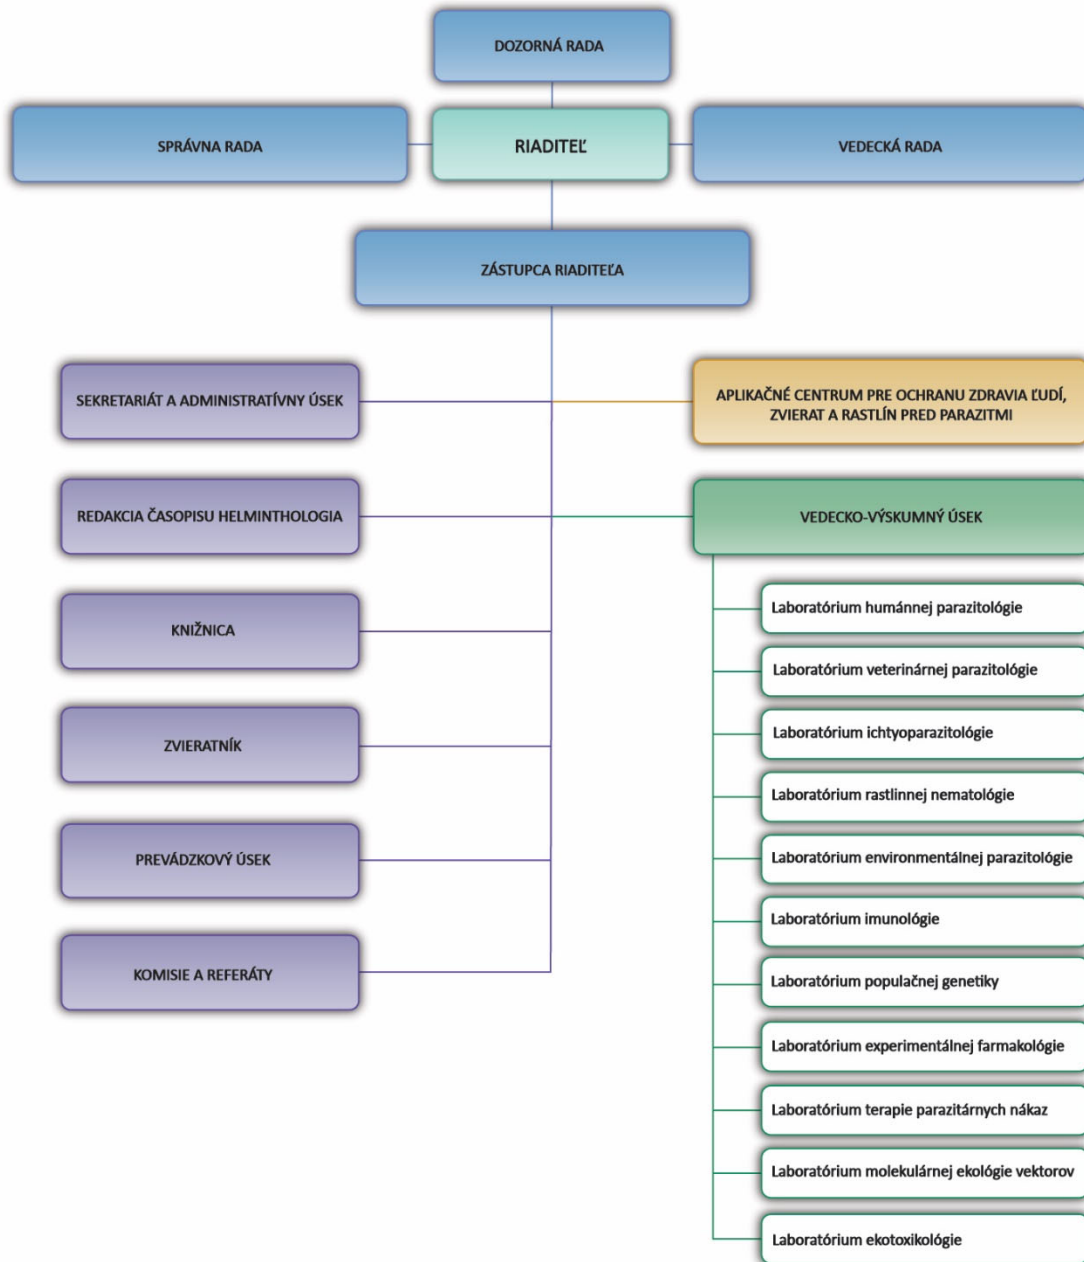 DOZORNÁ RADA
SPRÁVNA RADA
RIADITEĽ
VEDECKÁ RADA
ZÁSTUPCA RIADITEĽA
SEKRETARIÁT A ADMINISTRATÍVNY ÚSEK
REDAKCIA ČASOPISU HELMINTHOLOGIA
KNIŽNICA
ZVIERATNÍK
PREVÁDZKOVÝ ÚSEK
KOMISIE A REFERÁTY
APLIKAČNÉ CENTRUM PRE OCHRANU ZDRAVIA ĽUDÍ,
ZVIERAT A RASTLÍN PRED PARAZITMI
VEDECKO-VÝSKUMNÝ ÚSEK
Laboratórium humánnej parazitológie
Laboratórium veterinárnej parazitológie
Laboratórium ichtyoparazitológie
Laboratórium rastlinnej nematológie
Laboratórium environmentálnej parazitológie
Laboratórium imunológie
Laboratórium populačnej genetiky
Laboratórium experimentálnej farmakológie
Laboratórium terapie parazitárnych nákaz
Laboratórium molekulárnej ekológie vektorov
Laboratórium ekotoxikológie